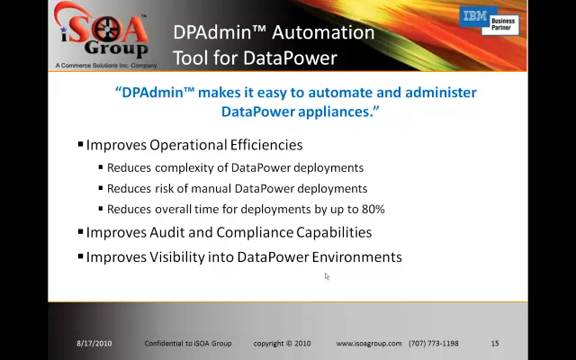 iSOA™
Group
A Commerce Solutions Inc. Company
DPAdmin™ Automation
Tool for DataPower
IBM
Business
Partner
“DPAdmin™ makes it easy to automate and administer
DataPower appliances.”
Improves Operational Efficiencies
Reduces complexity of DataPower deployments
Reduces risk of manual DataPower deployments
Reduces overall time for deployments by up to 80%
Improves Audit and Compliance Capabilities
Improves Visibility into DataPower Environments
8/17/2010 Confidential to iSOA Group copyright © 2010 www.isoagroup.com (707) 773-1198 15